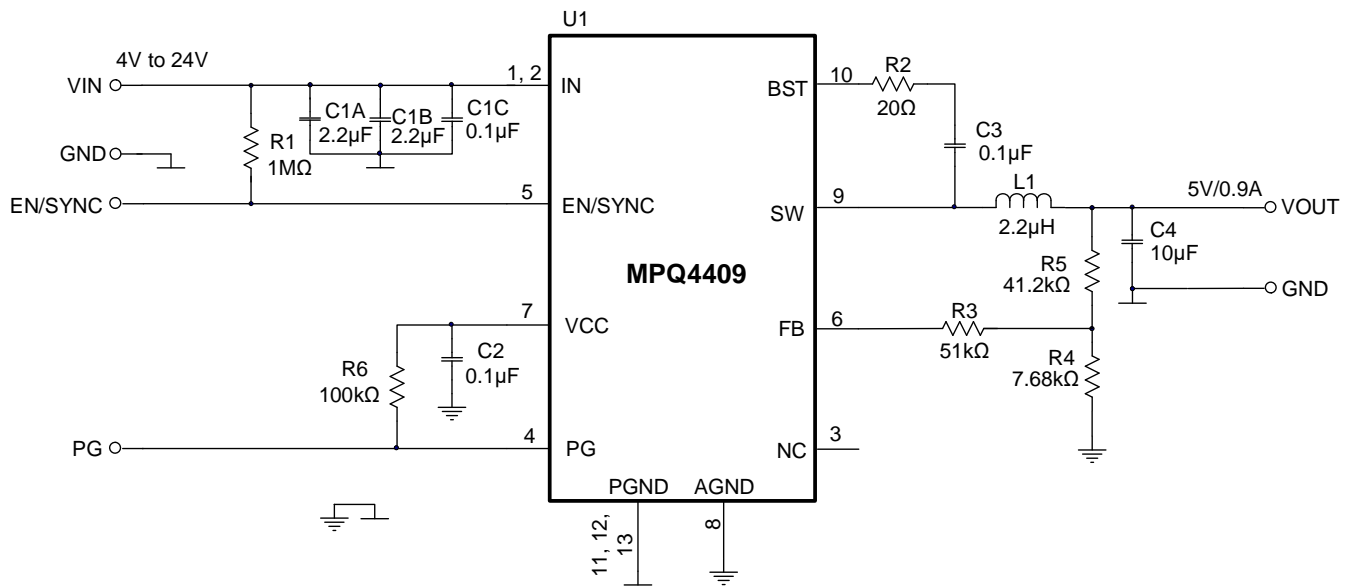 U1
4V to 24V
VIN
1, 2
IN
BST
10
R2
20Ω
C1A
2.2µF
C1B
2.2µF
C1C
0.1µF
R1
1MΩ
GND
C3
0.1µF
EN/SYNC
5
EN/SYNC
SW
9
L1
2.2µH
5V/0.9A
VOUT
C4
10µF
R5
41.2kΩ
MPQ4409
GND
7
VCC
FB
6
R3
51kΩ
C2
0.1µF
R6
100kΩ
R4
7.68kΩ
PG
4
PG
NC
3
PGND
AGND
11, 12,
13
8